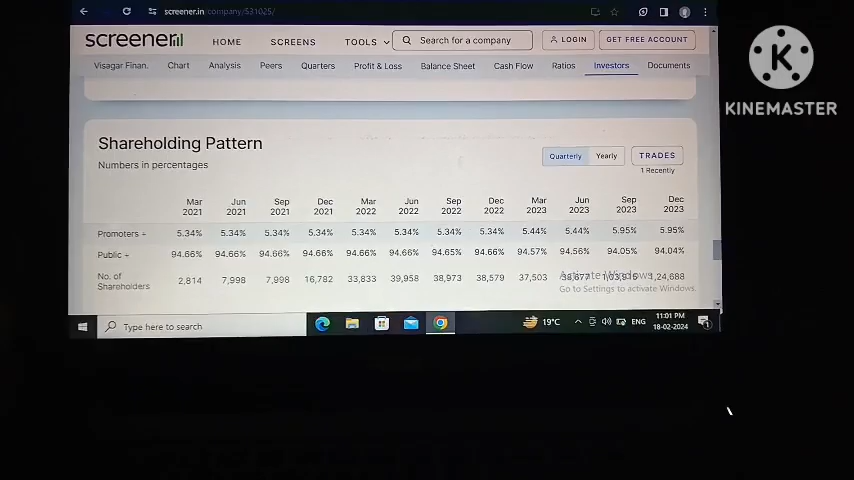 screener.in/company/531025/
screener HOME SCREENS TOOLS Search for a company LOGIN GET FREE ACCOUNT
Visagar Finan. Chart Analysis Peers Quarters Profit & Loss Balance Sheet Cash Flow Ratios Investors Documents
KINEMASTER
Shareholding Pattern
Numbers in percentages
Quarterly Yearly TRADES
1 Recently
Mar 2021 Jun 2021 Sep 2021 Dec 2021 Mar 2022 Jun 2022 Sep 2022 Dec 2022 Mar 2023 Jun 2023 Sep 2023 Dec 2023
Promoters + 5.34% 5.34% 5.34% 5.34% 5.34% 5.34% 5.34% 5.34% 5.44% 5.44% 5.95% 5.95%
Public + 94.66% 94.66% 94.66% 94.66% 94.66% 94.66% 94.65% 94.66% 94.57% 94.56% 94.05% 94.04%
No. of Shareholders 2,814 7,998 7,998 16,782 33,833 39,958 38,973 38,579 37,503 1,24,688
Activate Windows
Go to Settings to activate Windows.
Type here to search 19°C ENG 11:01 PM
18-02-2024